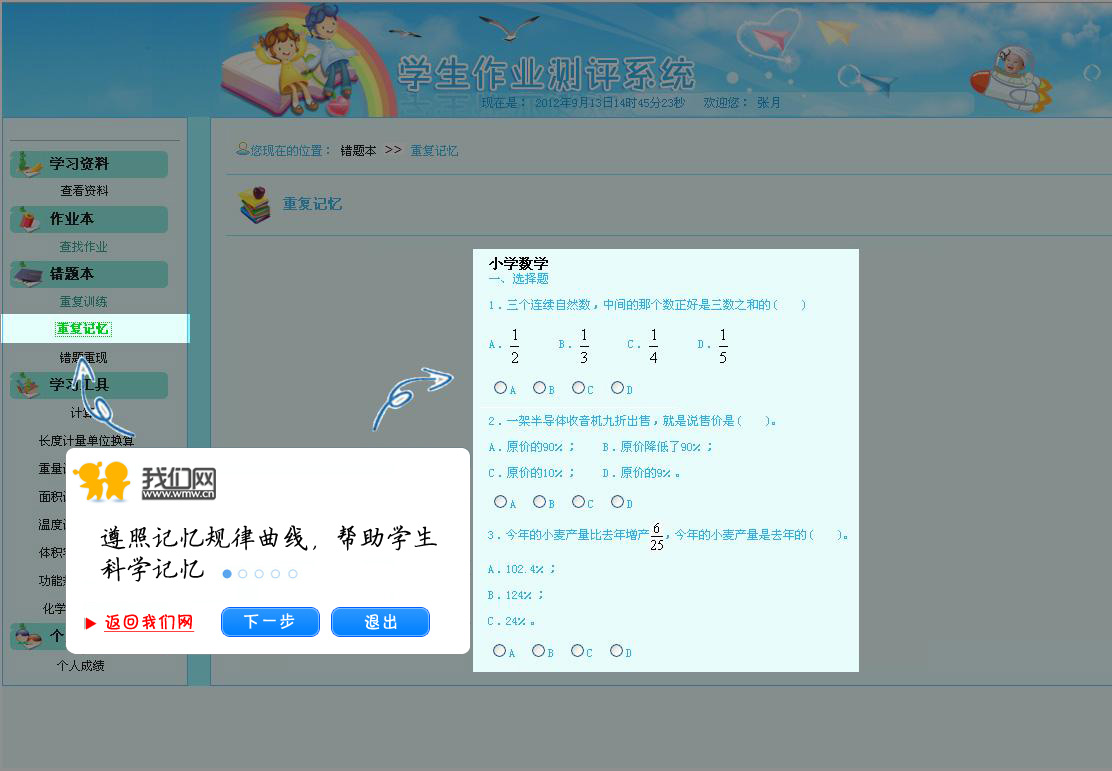 学生作业测评系统
现在是： 2012年9月13日14时45分23秒 欢迎您： 张月
学习资料
查看资料
作业本
查找作业
错题本
重复训练
重复记忆
错题重现
学习工具
计算
长度计量单位换算
重量
面积
温度
体积
功能
化学
个
个人成绩
您现在的位置： 错题本 >> 重复记忆
重复记忆
小学数学
一、选择题
1．三个连续自然数，中间的那个数正好是三数之和的( )
A．1/2 B．1/3 C．1/4 D．1/5
A B C D
2．一架半导体收音机九折出售，就是说售价是( )。
A．原价的90%； B．原价降低了90%；
C．原价的10%； D．原价的9%。
A B C D
3．今年的小麦产量比去年增产6/25，今年的小麦产量是去年的( )。
A．102.4%；
B．124%；
C．24%。
A B C D
我们网
www.wmw.cn
遵照记忆规律曲线，帮助学生
科学记忆
返回我们网 下一步 退出